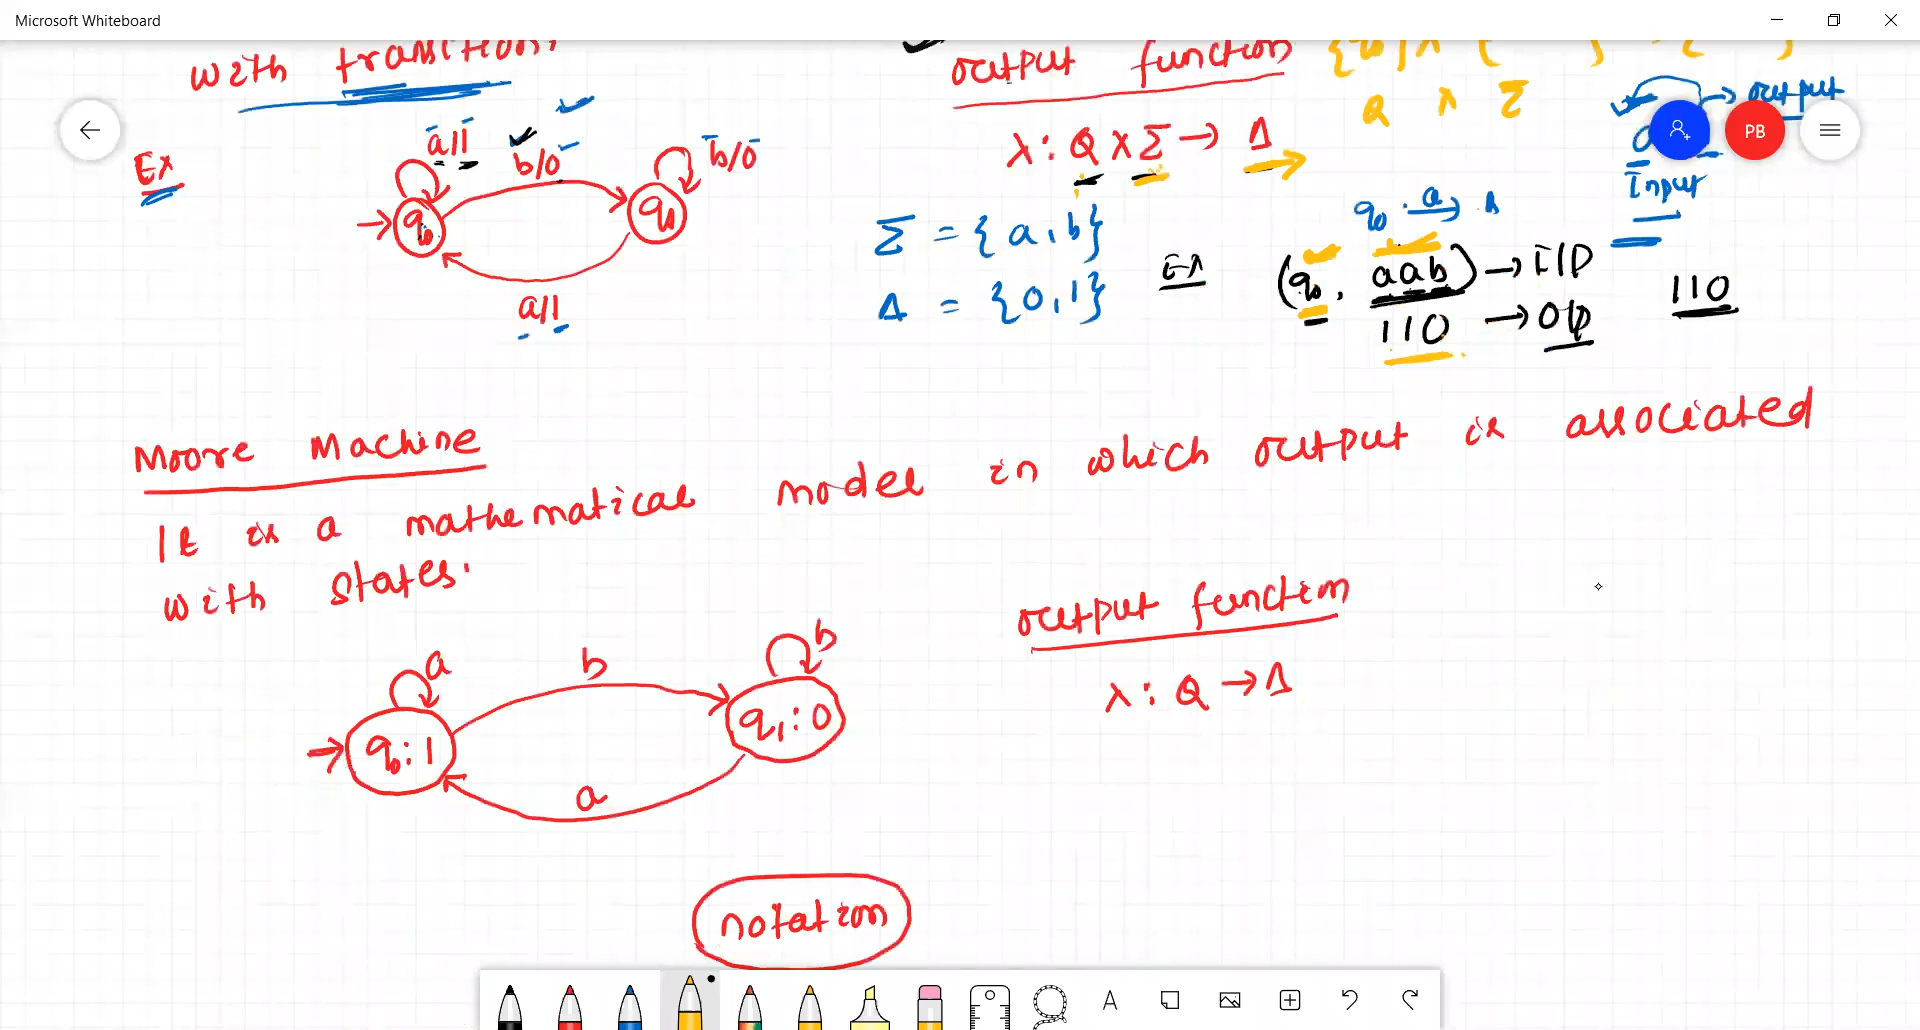 Microsoft Whiteboard
with transition.
output function
Q X Σ
output
λ: Q X Σ → Δ
PB
Input
Ex
a/1
b/0
b/0
q0
q1
a/1
Σ = {a, b}
Δ = {0, 1}
q0 a → 1
Ex (q0, aab) → I/P
110 → O/P
110
Moore Machine
It is a mathematical model in which output is associated
with states.
output function
λ: Q → Δ
a
b
b
q0: 1
q1: 0
a
notation